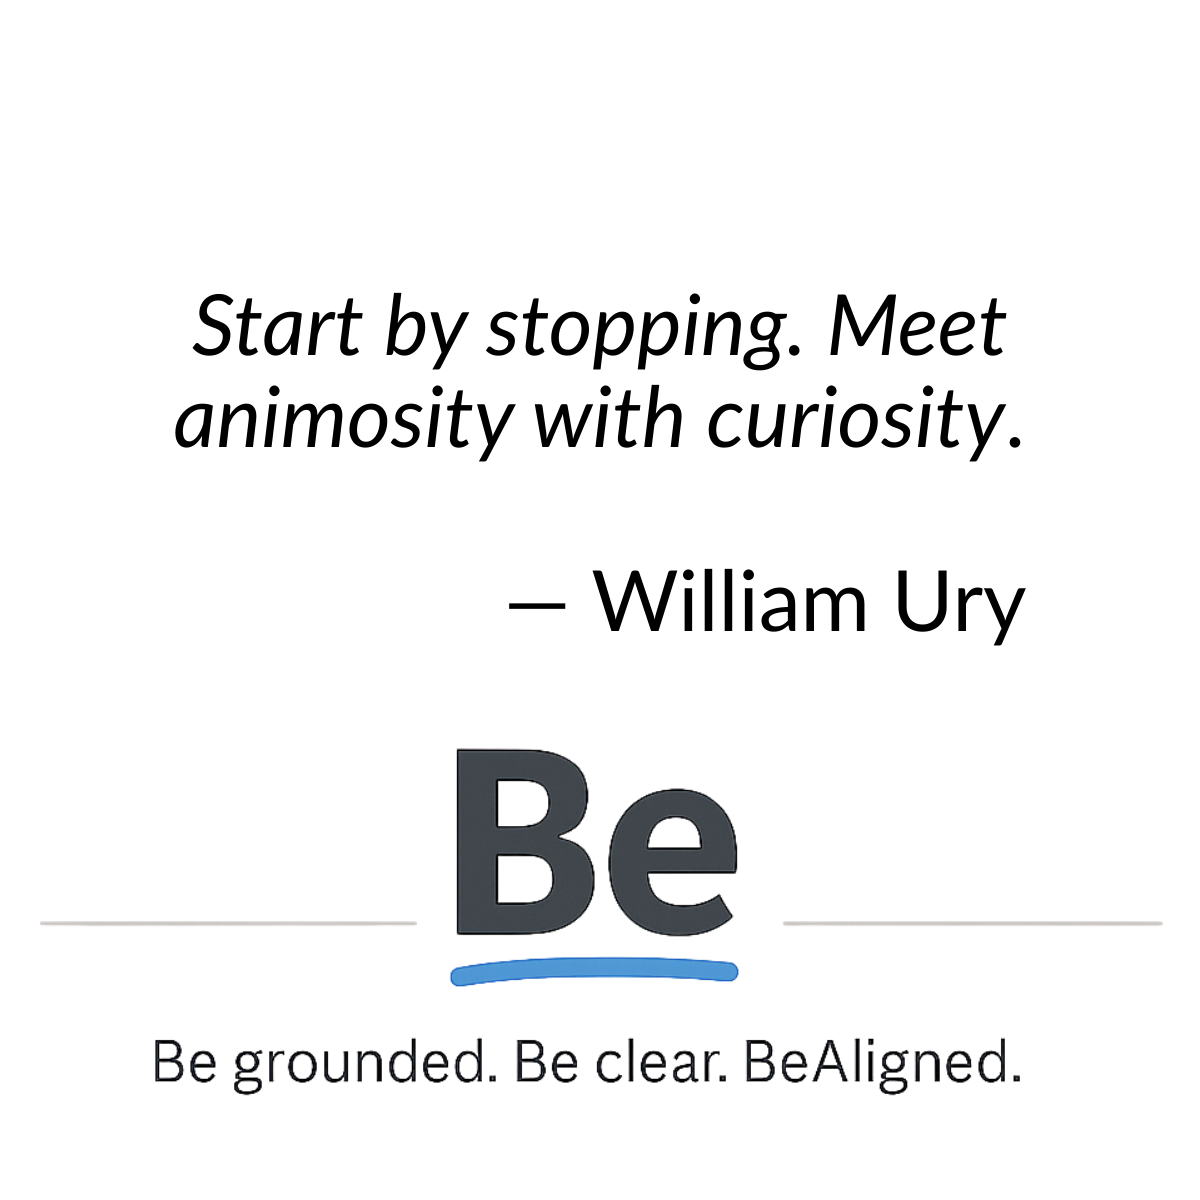 Start by stopping. Meet
animosity with curiosity.
— William Ury
Be
Be grounded. Be clear. BeAligned.